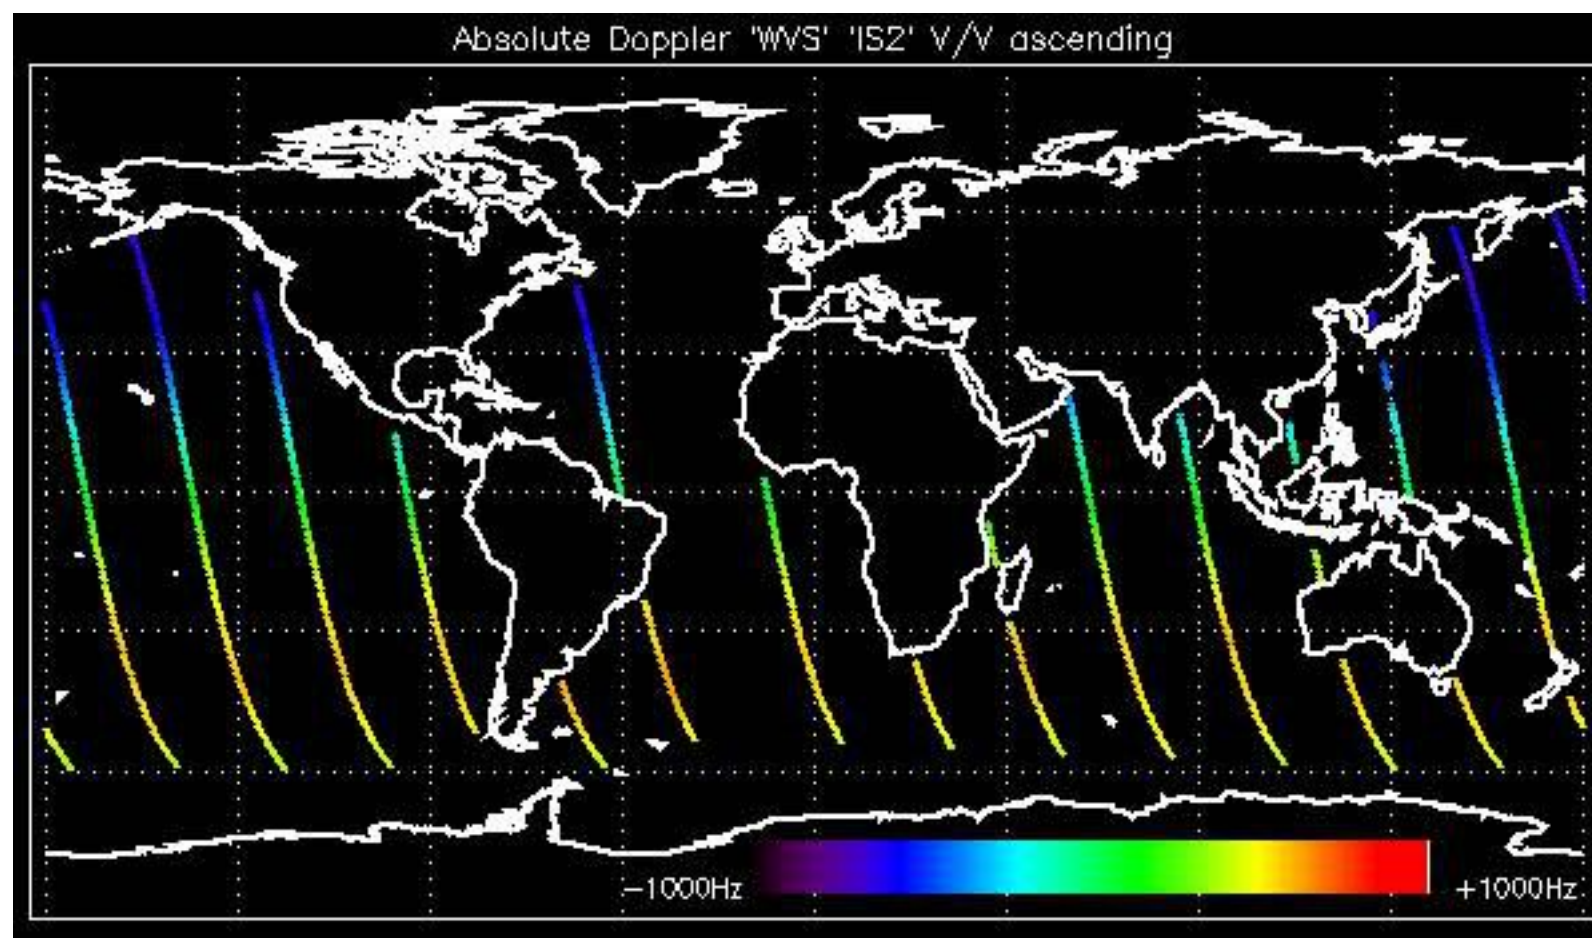 Absolute Doppler 'WVS' 'IS2' V/V ascending
-1000Hz +1000Hz